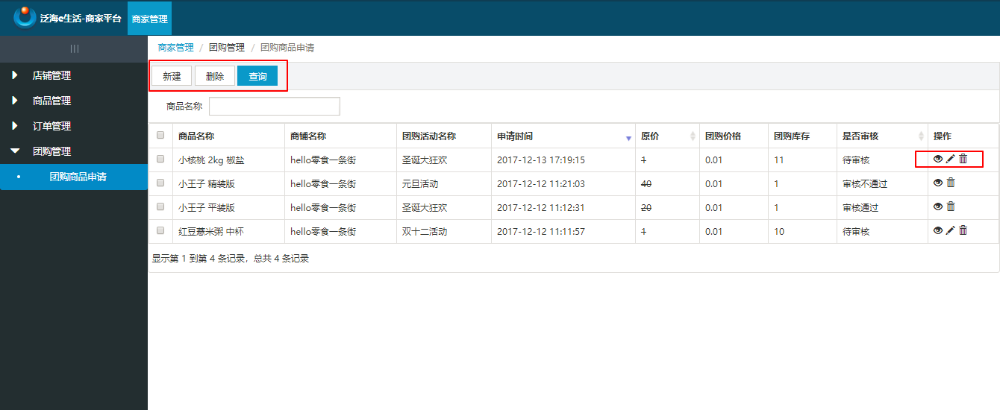 泛海e生活-商家平台 商家管理
商家管理 / 团购管理 / 团购商品申请
店铺管理
商品管理
订单管理
团购管理
团购商品申请
新建 删除 查询
商品名称
商品名称 商铺名称 团购活动名称 申请时间 原价 团购价格 团购库存 是否审核 操作
小核桃 2kg 椒盐 hello零食一条街 圣诞大狂欢 2017-12-13 17:19:15 1 0.01 11 待审核
小王子 精装版 hello零食一条街 元旦活动 2017-12-12 11:21:03 40 0.01 1 审核不通过
小王子 平装版 hello零食一条街 圣诞大狂欢 2017-12-12 11:12:31 20 0.01 1 审核通过
红豆薏米粥 中杯 hello零食一条街 双十二活动 2017-12-12 11:11:57 1 0.01 10 待审核
显示第 1 到第 4 条记录，总共 4 条记录